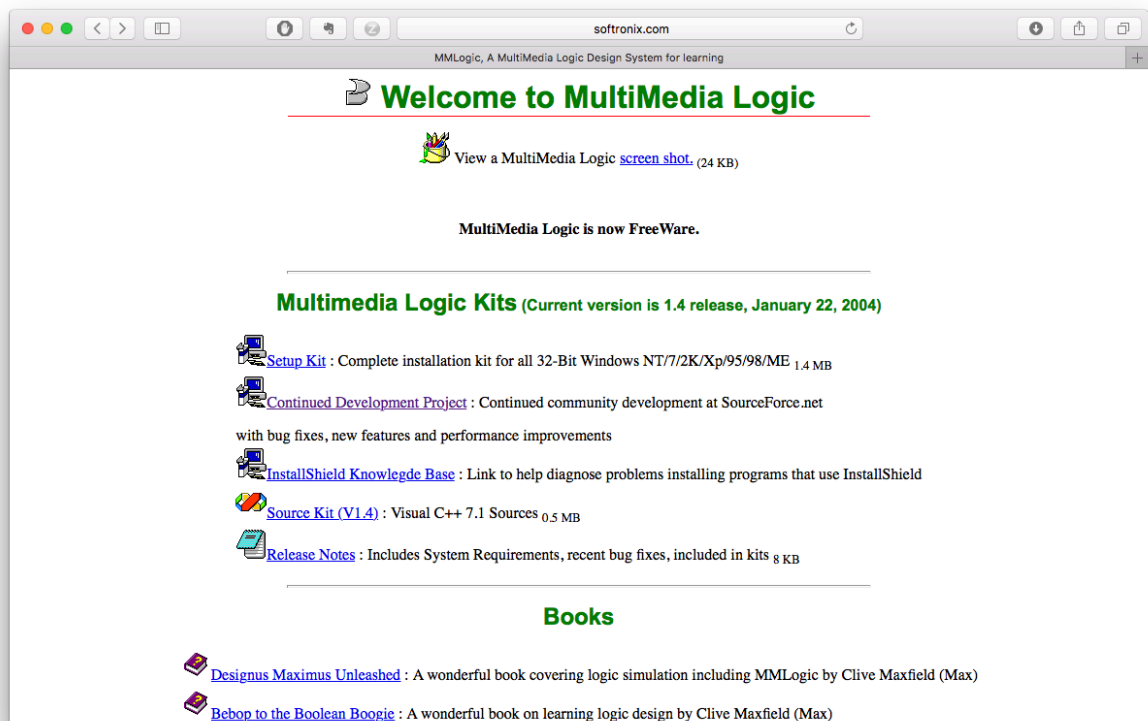 softronix.com
MMLogic, A MultiMedia Logic Design System for learning
Welcome to MultiMedia Logic
View a MultiMedia Logic screen shot. (24 KB)
MultiMedia Logic is now FreeWare.
Multimedia Logic Kits (Current version is 1.4 release, January 22, 2004)
Setup Kit : Complete installation kit for all 32-Bit Windows NT/7/2K/Xp/95/98/ME 1.4 MB
Continued Development Project : Continued community development at SourceForce.net
with bug fixes, new features and performance improvements
InstallShield Knowlegde Base : Link to help diagnose problems installing programs that use InstallShield
Source Kit (V1.4) : Visual C++ 7.1 Sources 0.5 MB
Release Notes : Includes System Requirements, recent bug fixes, included in kits 8 KB
Books
Designus Maximus Unleashed : A wonderful book covering logic simulation including MMLogic by Clive Maxfield (Max)
Bebop to the Boolean Boogie : A wonderful book on learning logic design by Clive Maxfield (Max)